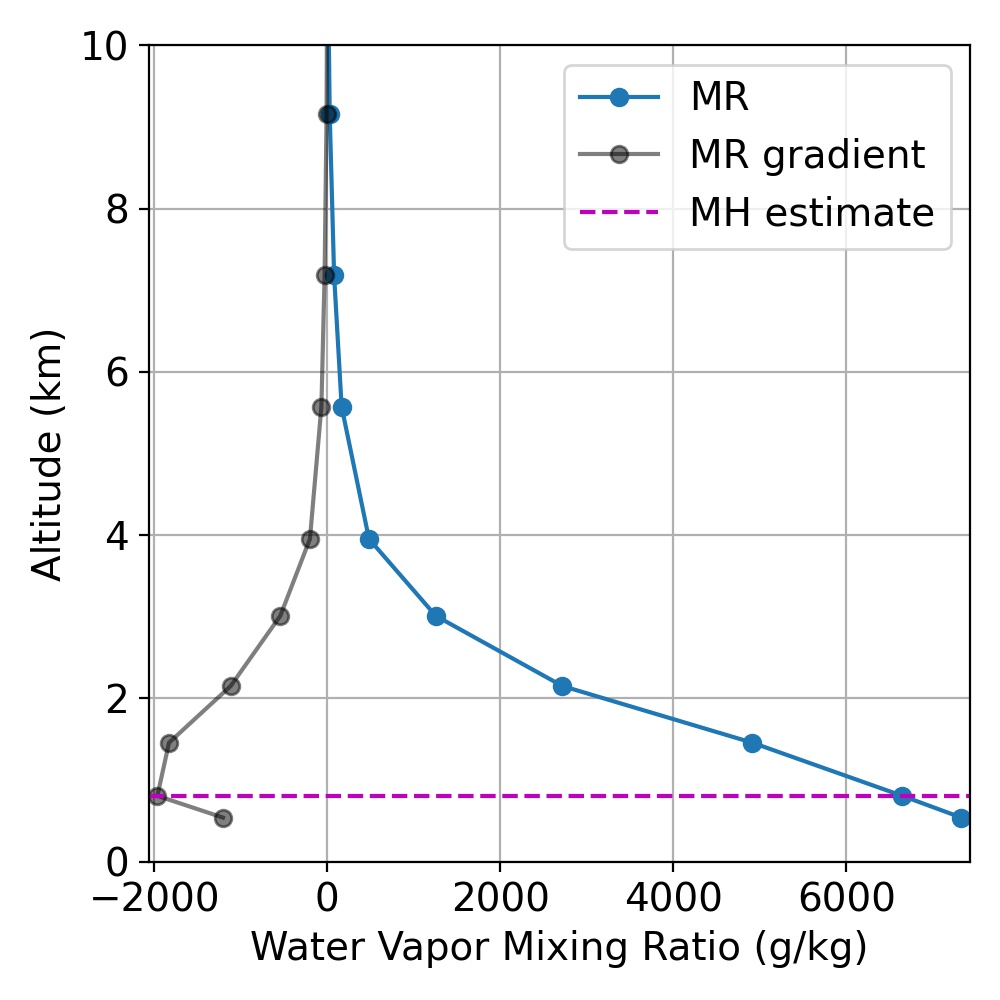 10
8
6
4
2
0
Altitude (km)
−2000
0
2000
4000
6000
Water Vapor Mixing Ratio (g/kg)
MR
MR gradient
MH estimate